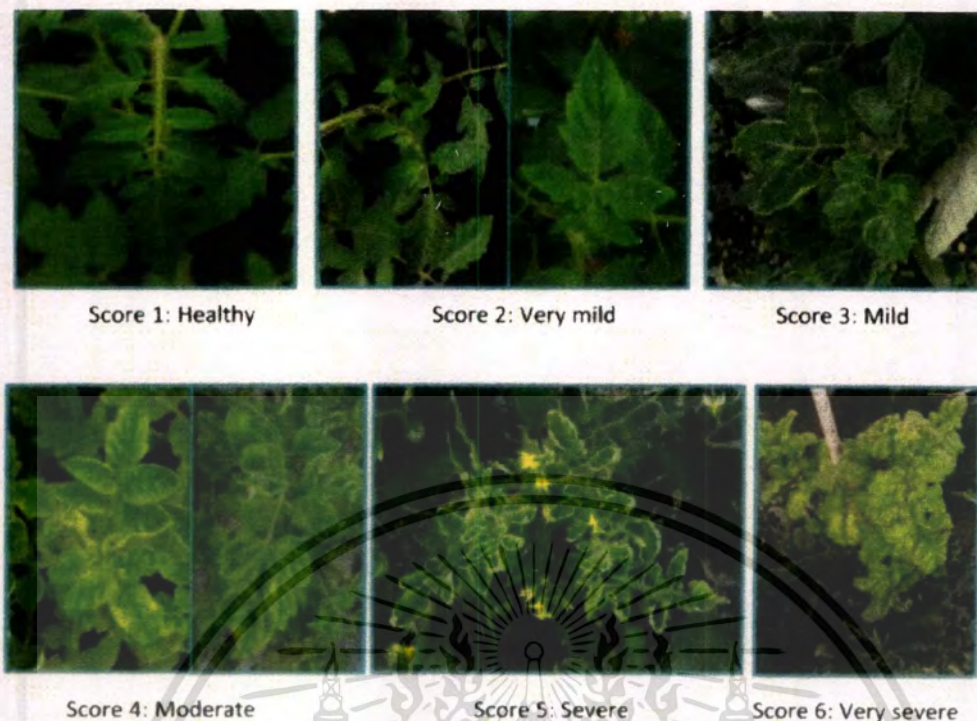 Score 1: Healthy
Score 2: Very mild
Score 3: Mild
Score 4: Moderate
Score 5: Severe
Score 6: Very severe